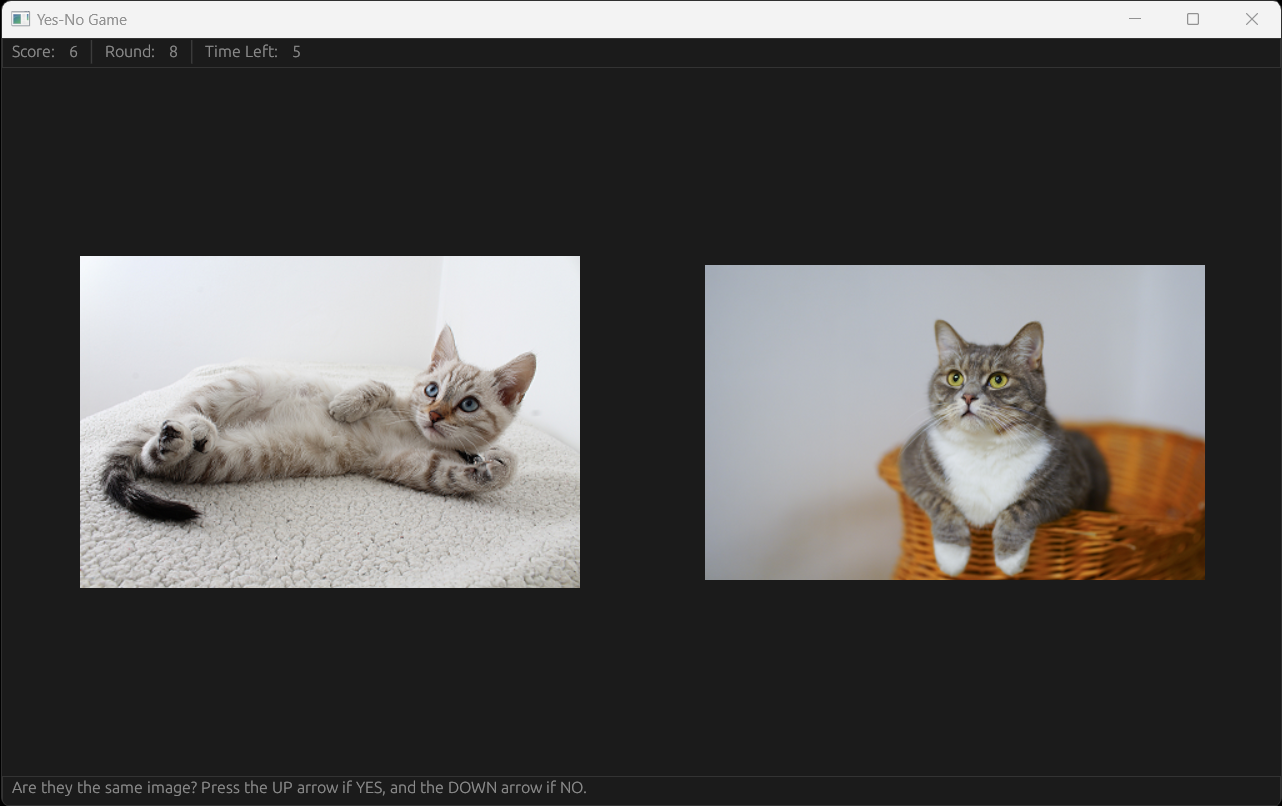 Yes-No Game
Score: 6 Round: 8 Time Left: 5
Are they the same image? Press the UP arrow if YES, and the DOWN arrow if NO.